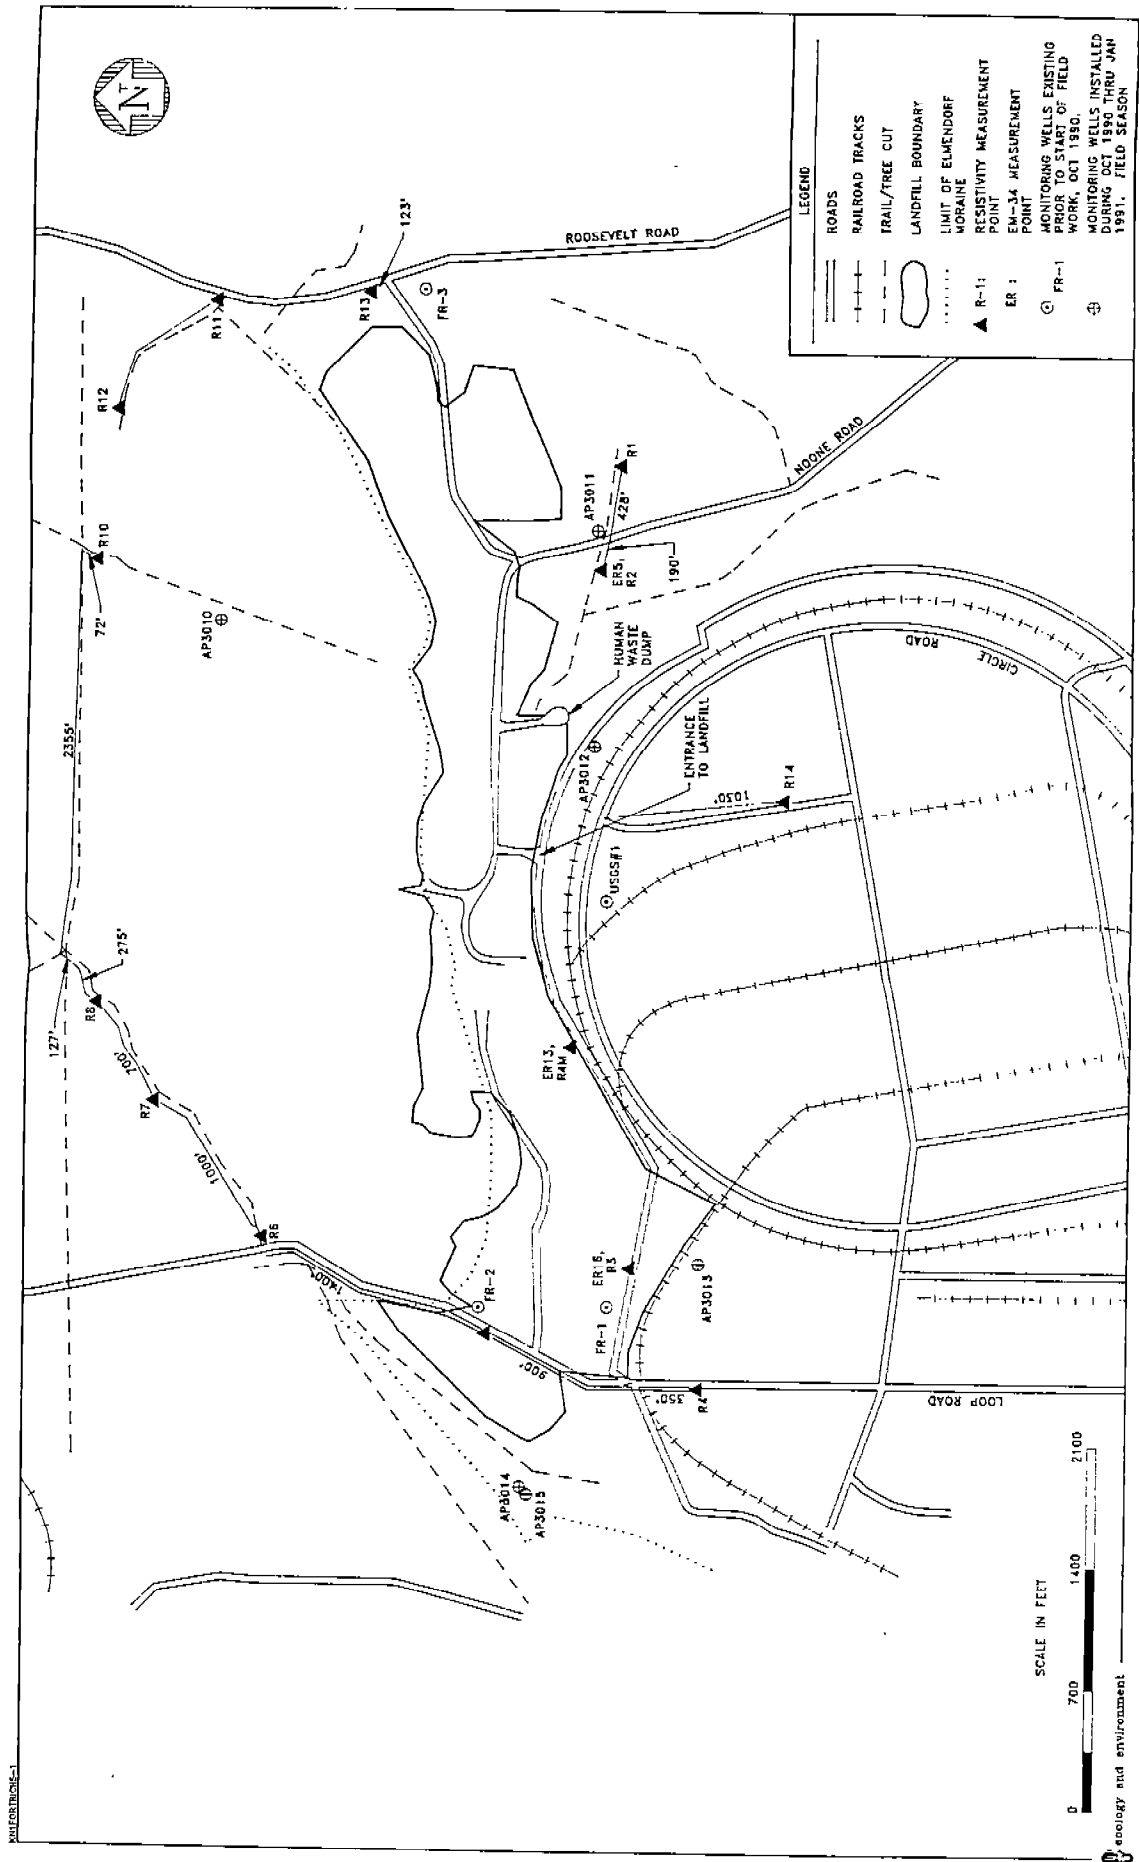 KN1FORTRICHS-1
N
ROOSEVELT ROAD
123'
R13
FR-3
R11
R12
R10
72'
AP3010
2355'
127'
275'
R8
700'
R7
1000'
R6
1400'
FR-2
900'
FR-1
ER16,
R3
AP3013
350'
R4
LOOP ROAD
AP3014
AP3015
ER13,
R4M
USGS#1
AP3012
ENTRANCE
TO LANDFILL
HUMAN
WASTE
DUMP
ER5,
R2
190'
AP3011
428'
R1
NOONE ROAD
CIRCLE
ROAD
1030'
R14
LEGEND
ROADS
RAILROAD TRACKS
TRAIL/TREE CUT
LANDFILL BOUNDARY
LIMIT OF ELMENDORF
MORAINE
R-1: RESISTIVITY MEASUREMENT
POINT
ER : EM-34 MEASUREMENT
POINT
FR-1 MONITORING WELLS EXISTING
PRIOR TO START OF FIELD
WORK, OCT 1990.
MONITORING WELLS INSTALLED
DURING OCT 1990 THRU JAN
1991. FIELD SEASON
SCALE IN FEET
0 700 1400 2100
ecology and environment